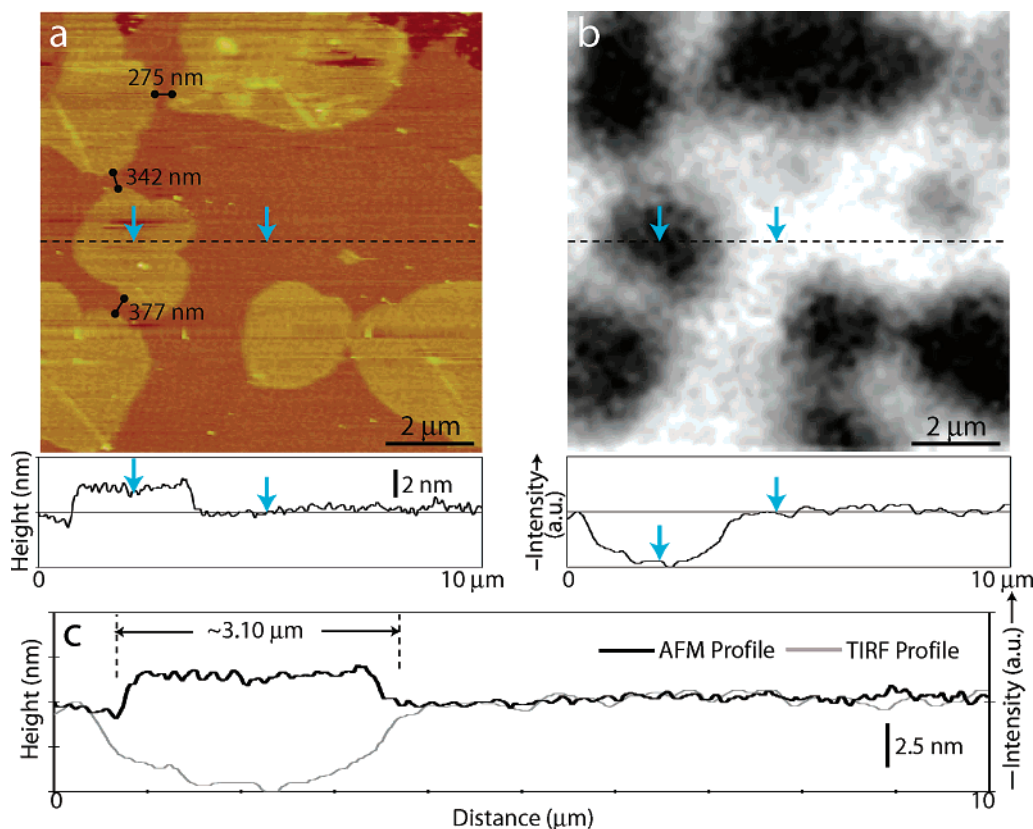 a
275 nm
342 nm
377 nm
2 μm
Height (nm)
2 nm
0
10 μm
b
2 μm
Intensity
(a.u.)
0
10 μm
c
~3.10 μm
AFM Profile
TIRF Profile
Height (nm)
Intensity (a.u.)
2.5 nm
0
10
Distance (μm)